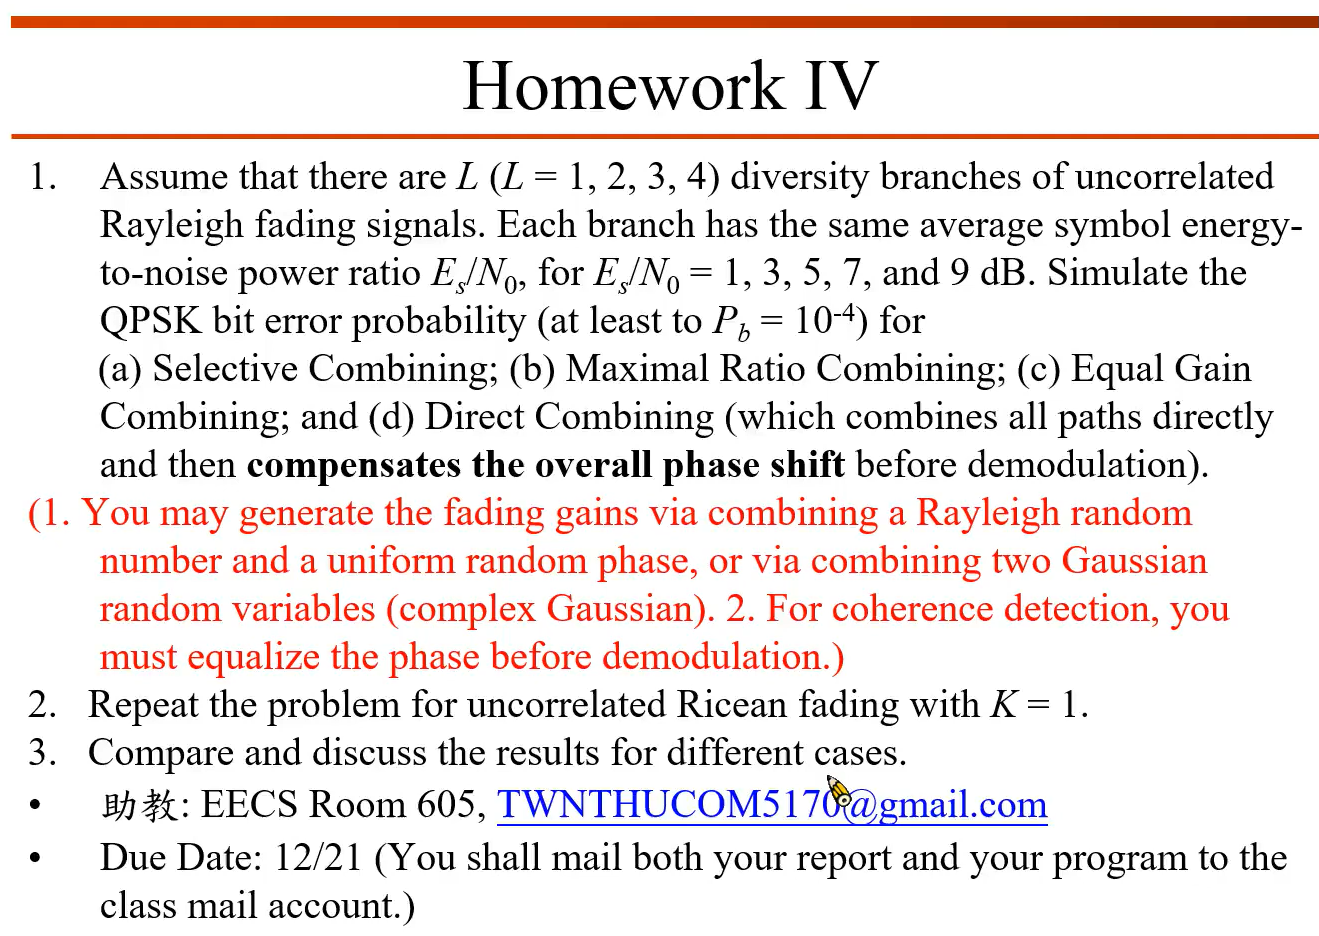 Homework IV
1. Assume that there are L (L = 1, 2, 3, 4) diversity branches of uncorrelated
Rayleigh fading signals. Each branch has the same average symbol energy-
to-noise power ratio Es/N0, for Es/N0 = 1, 3, 5, 7, and 9 dB. Simulate the
QPSK bit error probability (at least to Pb = 10-4) for
(a) Selective Combining; (b) Maximal Ratio Combining; (c) Equal Gain
Combining; and (d) Direct Combining (which combines all paths directly
and then compensates the overall phase shift before demodulation).
(1. You may generate the fading gains via combining a Rayleigh random
number and a uniform random phase, or via combining two Gaussian
random variables (complex Gaussian). 2. For coherence detection, you
must equalize the phase before demodulation.)
2. Repeat the problem for uncorrelated Ricean fading with K = 1.
3. Compare and discuss the results for different cases.
• 助教: EECS Room 605, TWNTHUCOM5170@gmail.com
• Due Date: 12/21 (You shall mail both your report and your program to the
class mail account.)